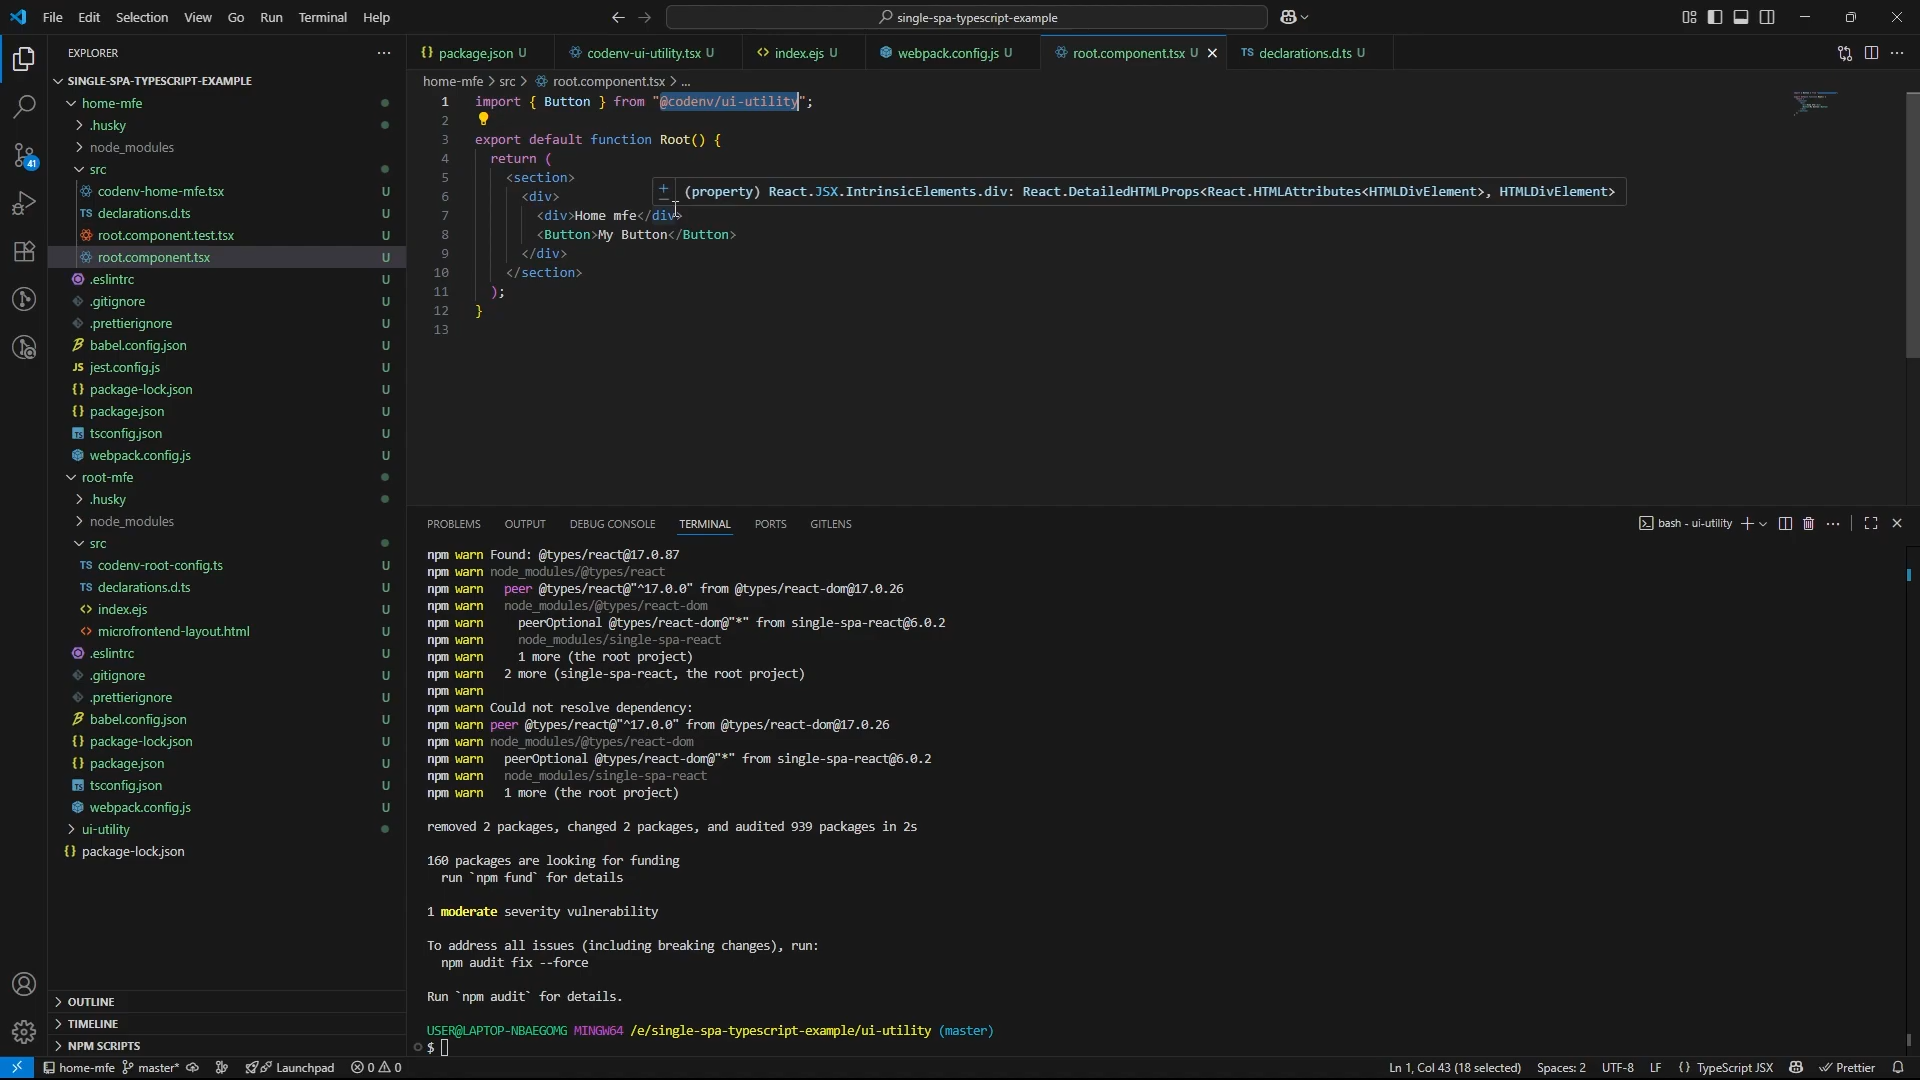 File Edit Selection View Go Run Terminal Help
single-spa-typescript-example
EXPLORER
SINGLE-SPA-TYPESCRIPT-EXAMPLE
home-mfe
.husky
node_modules
src
codenv-home-mfe.tsx U
TS declarations.d.ts U
root.component.test.tsx U
root.component.tsx U
.eslintrc U
.gitignore U
.prettierignore U
babel.config.json U
JS jest.config.js U
{} package-lock.json U
{} package.json U
tsconfig.json U
webpack.config.js U
root-mfe
.husky
node_modules
src
TS codenv-root-config.ts U
TS declarations.d.ts U
<> index.ejs U
<> microfrontend-layout.html U
.eslintrc U
.gitignore U
.prettierignore U
babel.config.json U
{} package-lock.json U
{} package.json U
tsconfig.json U
webpack.config.js U
ui-utility
{} package-lock.json
OUTLINE
TIMELINE
NPM SCRIPTS
41
{} package.json U codenv-ui-utility.tsx U <> index.ejs U webpack.config.js U root.component.tsx U TS declarations.d.ts U
home-mfe > src > root.component.tsx > ...
1 import { Button } from "@codenv/ui-utility";
2
3 export default function Root() {
4 return (
5 <section>
6 <div>
(property) React.JSX.IntrinsicElements.div: React.DetailedHTMLProps<React.HTMLAttributes<HTMLDivElement>, HTMLDivElement>
7 <div>Home mfe</div>
8 <Button>My Button</Button>
9 </div>
10 </section>
11 );
12 }
13
PROBLEMS OUTPUT DEBUG CONSOLE TERMINAL PORTS GITLENS
bash - ui-utility
npm warn Found: @types/react@17.0.87
npm warn node_modules/@types/react
npm warn peer @types/react@"^17.0.0" from @types/react-dom@17.0.26
npm warn node_modules/@types/react-dom
npm warn peerOptional @types/react-dom@"*" from single-spa-react@6.0.2
npm warn node_modules/single-spa-react
npm warn 1 more (the root project)
npm warn 2 more (single-spa-react, the root project)
npm warn
npm warn Could not resolve dependency:
npm warn peer @types/react@"^17.0.0" from @types/react-dom@17.0.26
npm warn node_modules/@types/react-dom
npm warn peerOptional @types/react-dom@"*" from single-spa-react@6.0.2
npm warn node_modules/single-spa-react
npm warn 1 more (the root project)
removed 2 packages, changed 2 packages, and audited 939 packages in 2s
160 packages are looking for funding
run `npm fund` for details
1 moderate severity vulnerability
To address all issues (including breaking changes), run:
npm audit fix --force
Run `npm audit` for details.
USER@LAPTOP-NBAEGOMG MINGW64 /e/single-spa-typescript-example/ui-utility (master)
$
home-mfe master* Launchpad 0 0 Ln 1, Col 43 (18 selected) Spaces: 2 UTF-8 LF {} TypeScript JSX Prettier